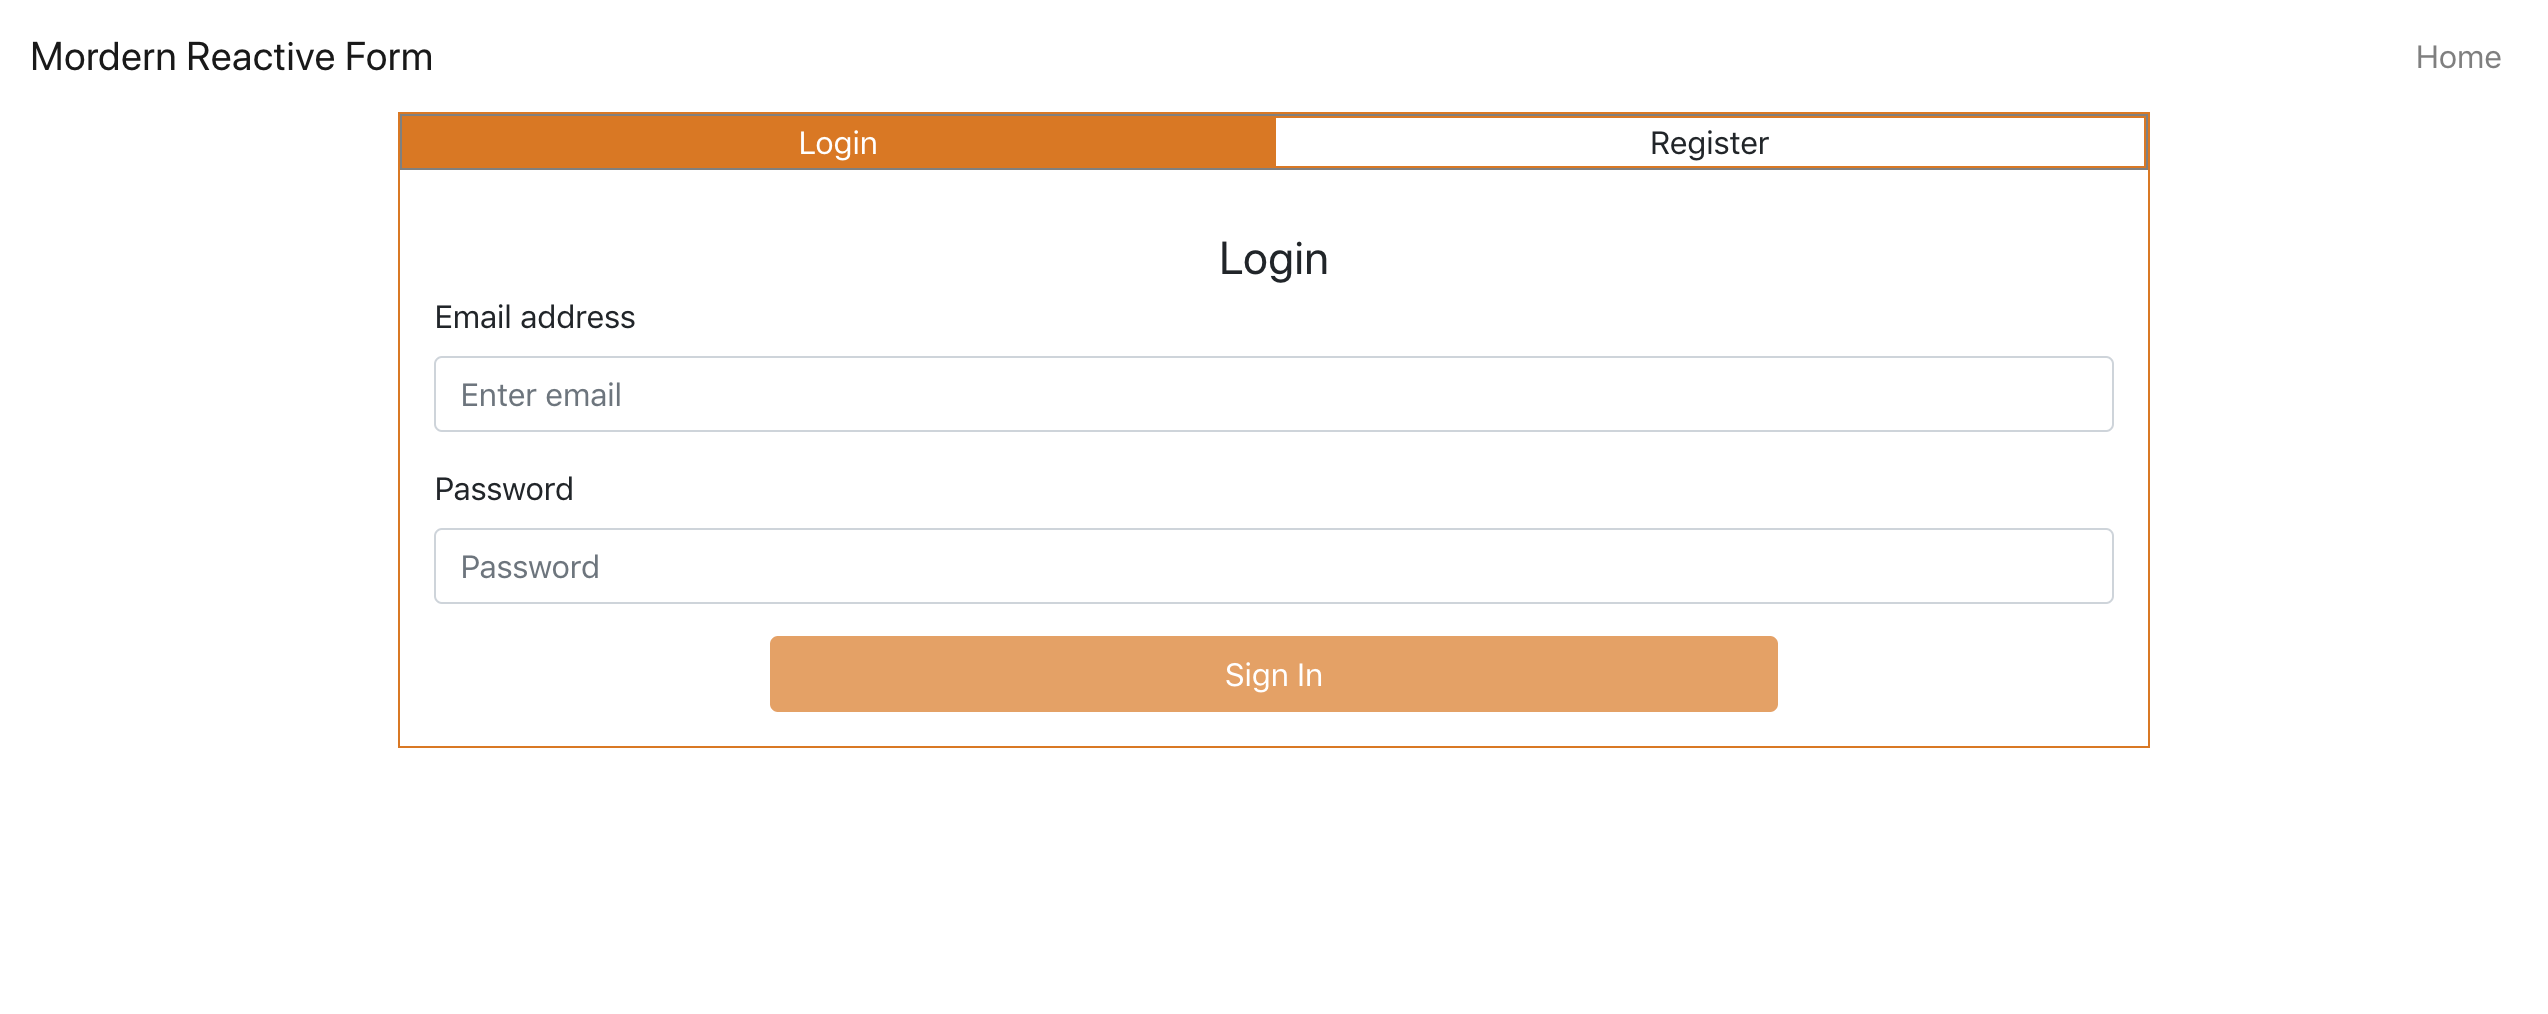 Mordern Reactive Form
Home
Login
Register
Login
Email address
Enter email
Password
Password
Sign In